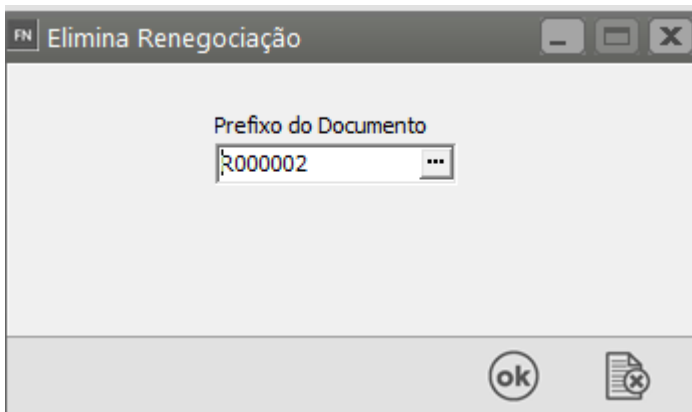 FN Elimina Renegociação
Prefixo do Documento
R000002 ...
ok